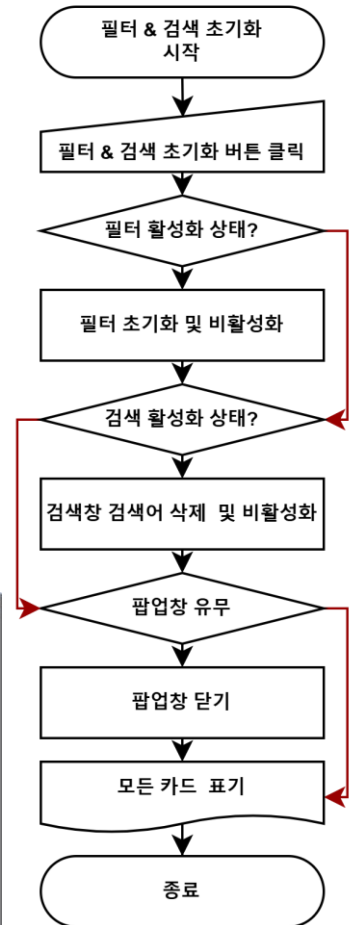 필터 & 검색 초기화
시작
필터 & 검색 초기화 버튼 클릭
필터 활성화 상태?
필터 초기화 및 비활성화
검색 활성화 상태?
검색창 검색어 삭제 및 비활성화
팝업창 유무
팝업창 닫기
모든 카드 표기
종료